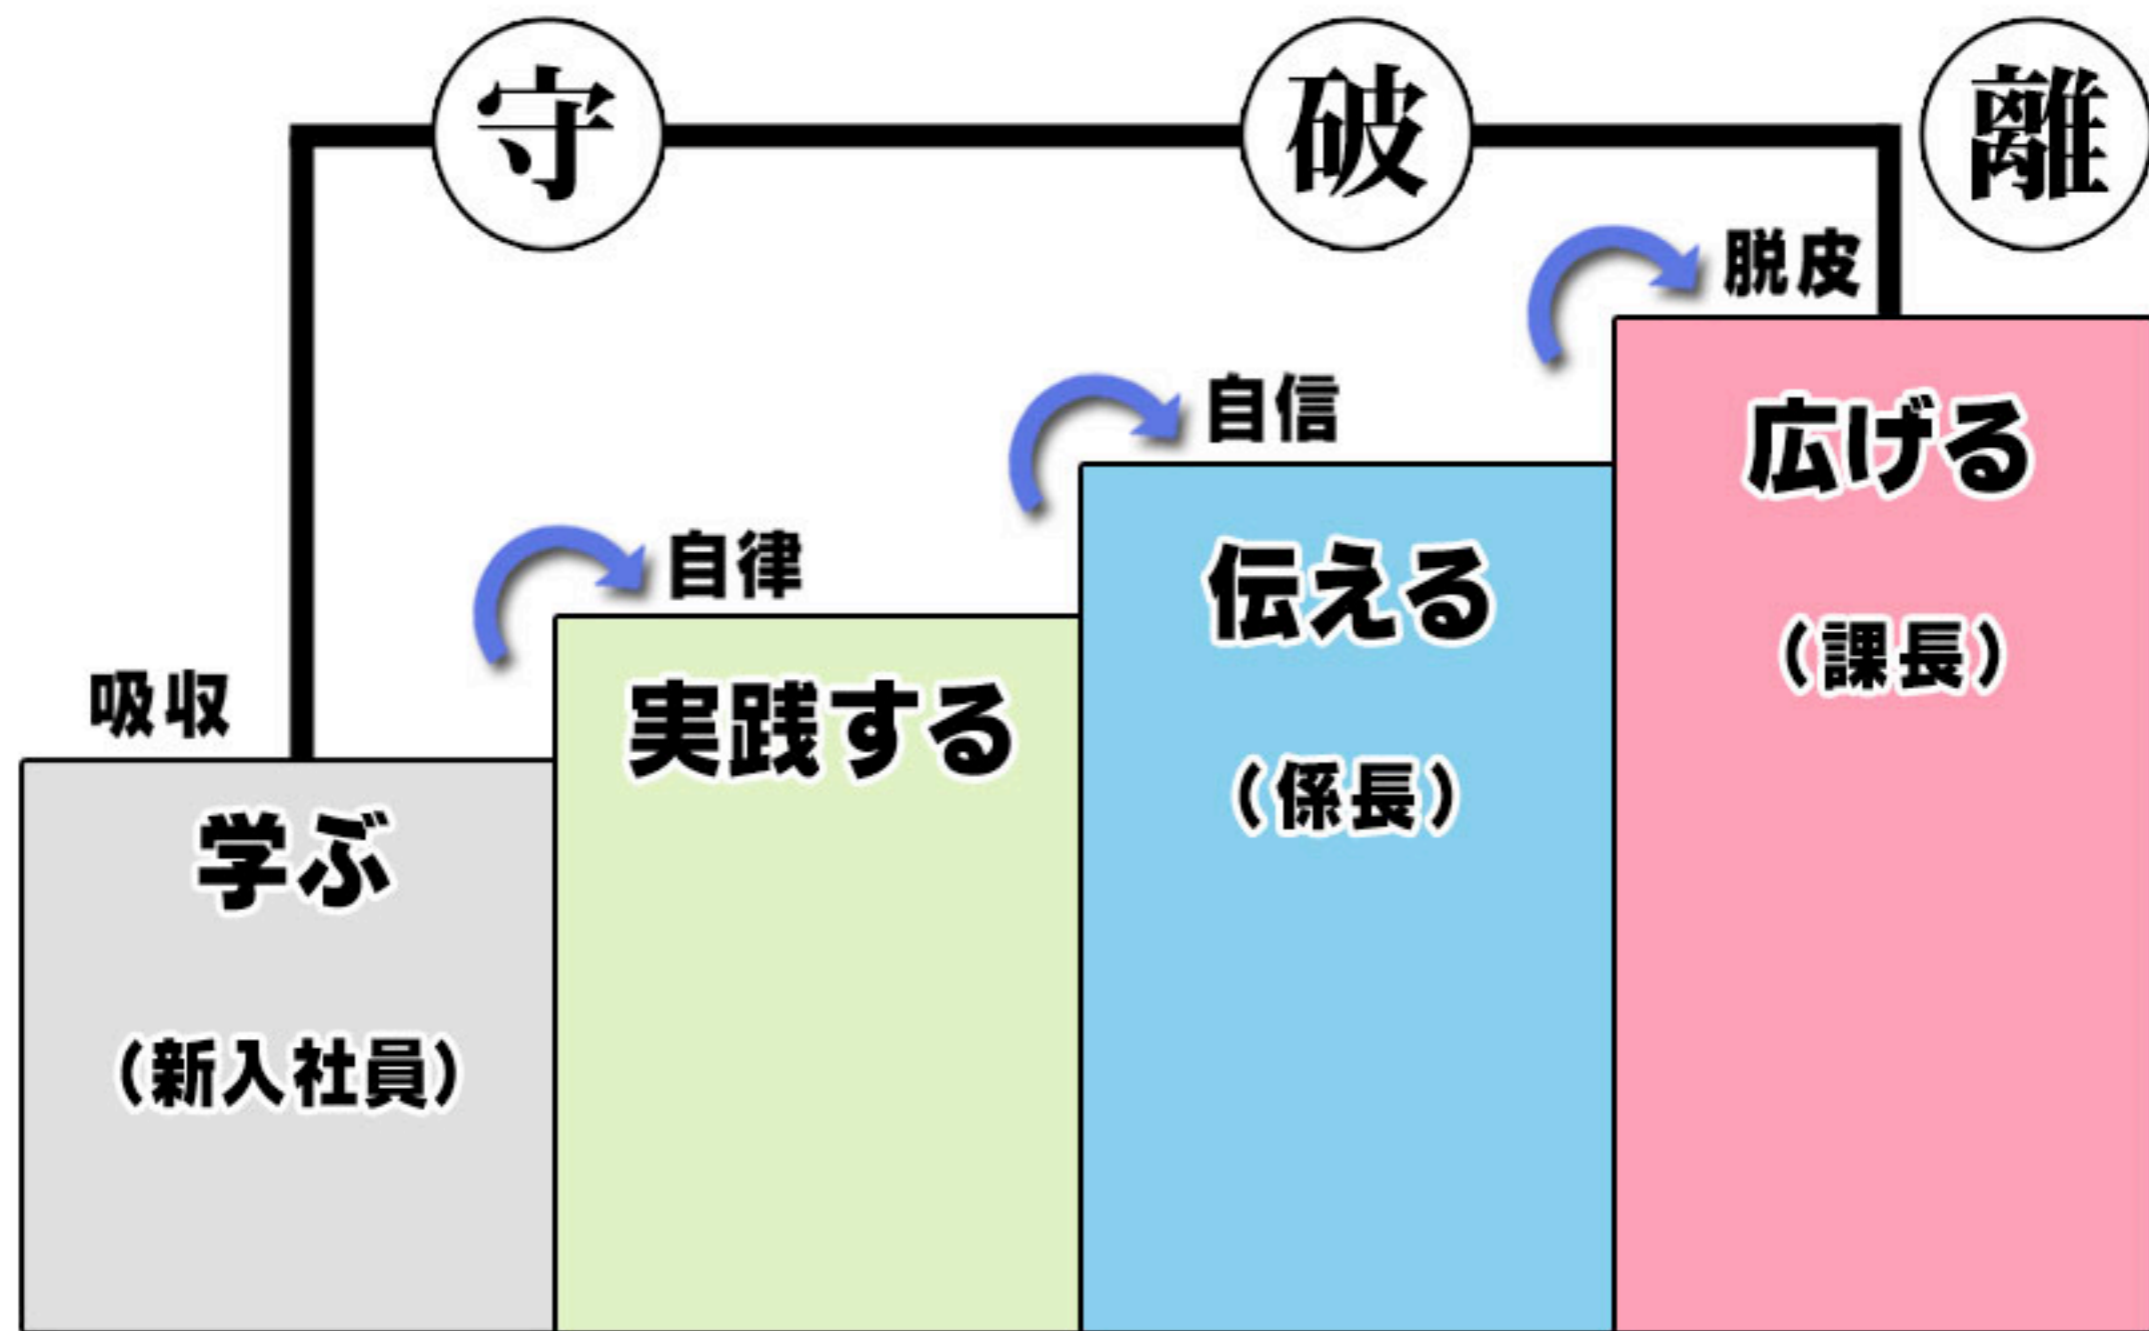 守
破
離
脱皮
自信
自律
吸収
広げる
(課長)
伝える
(係長)
実践する
学ぶ
(新入社員)